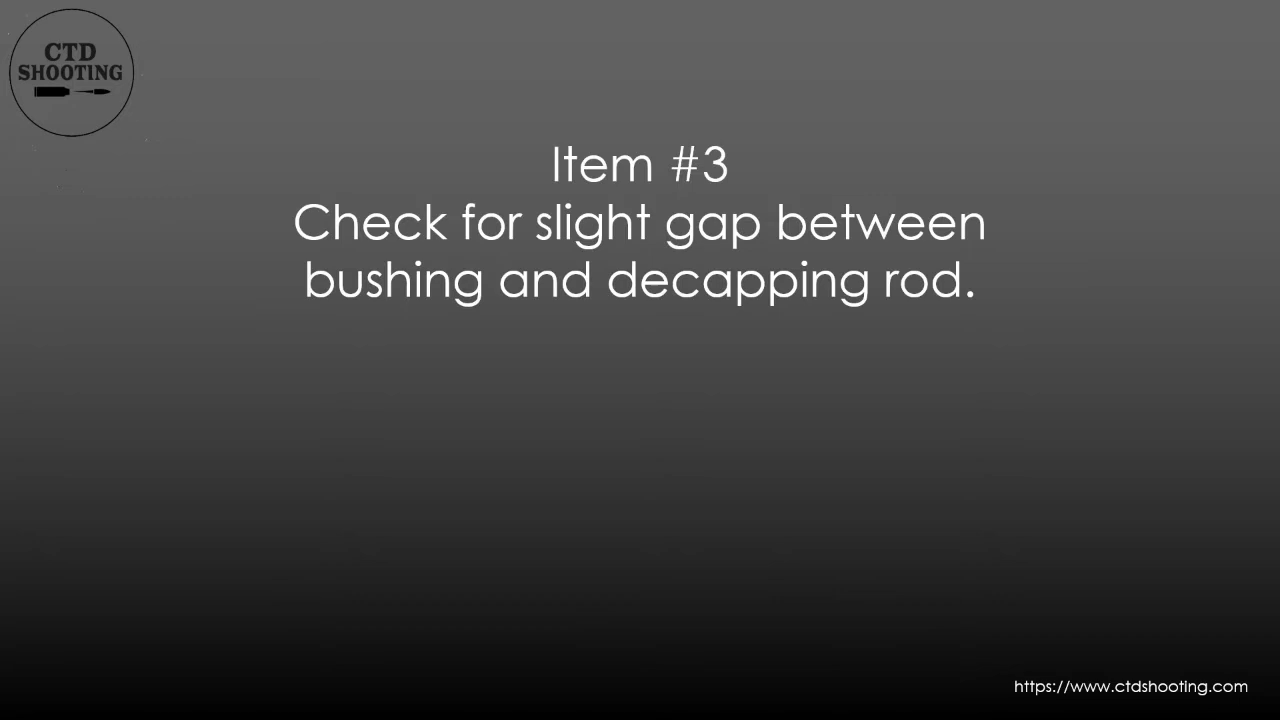 CTD
SHOOTING
Item #3
Check for slight gap between
bushing and decapping rod.
https://www.ctdshooting.com